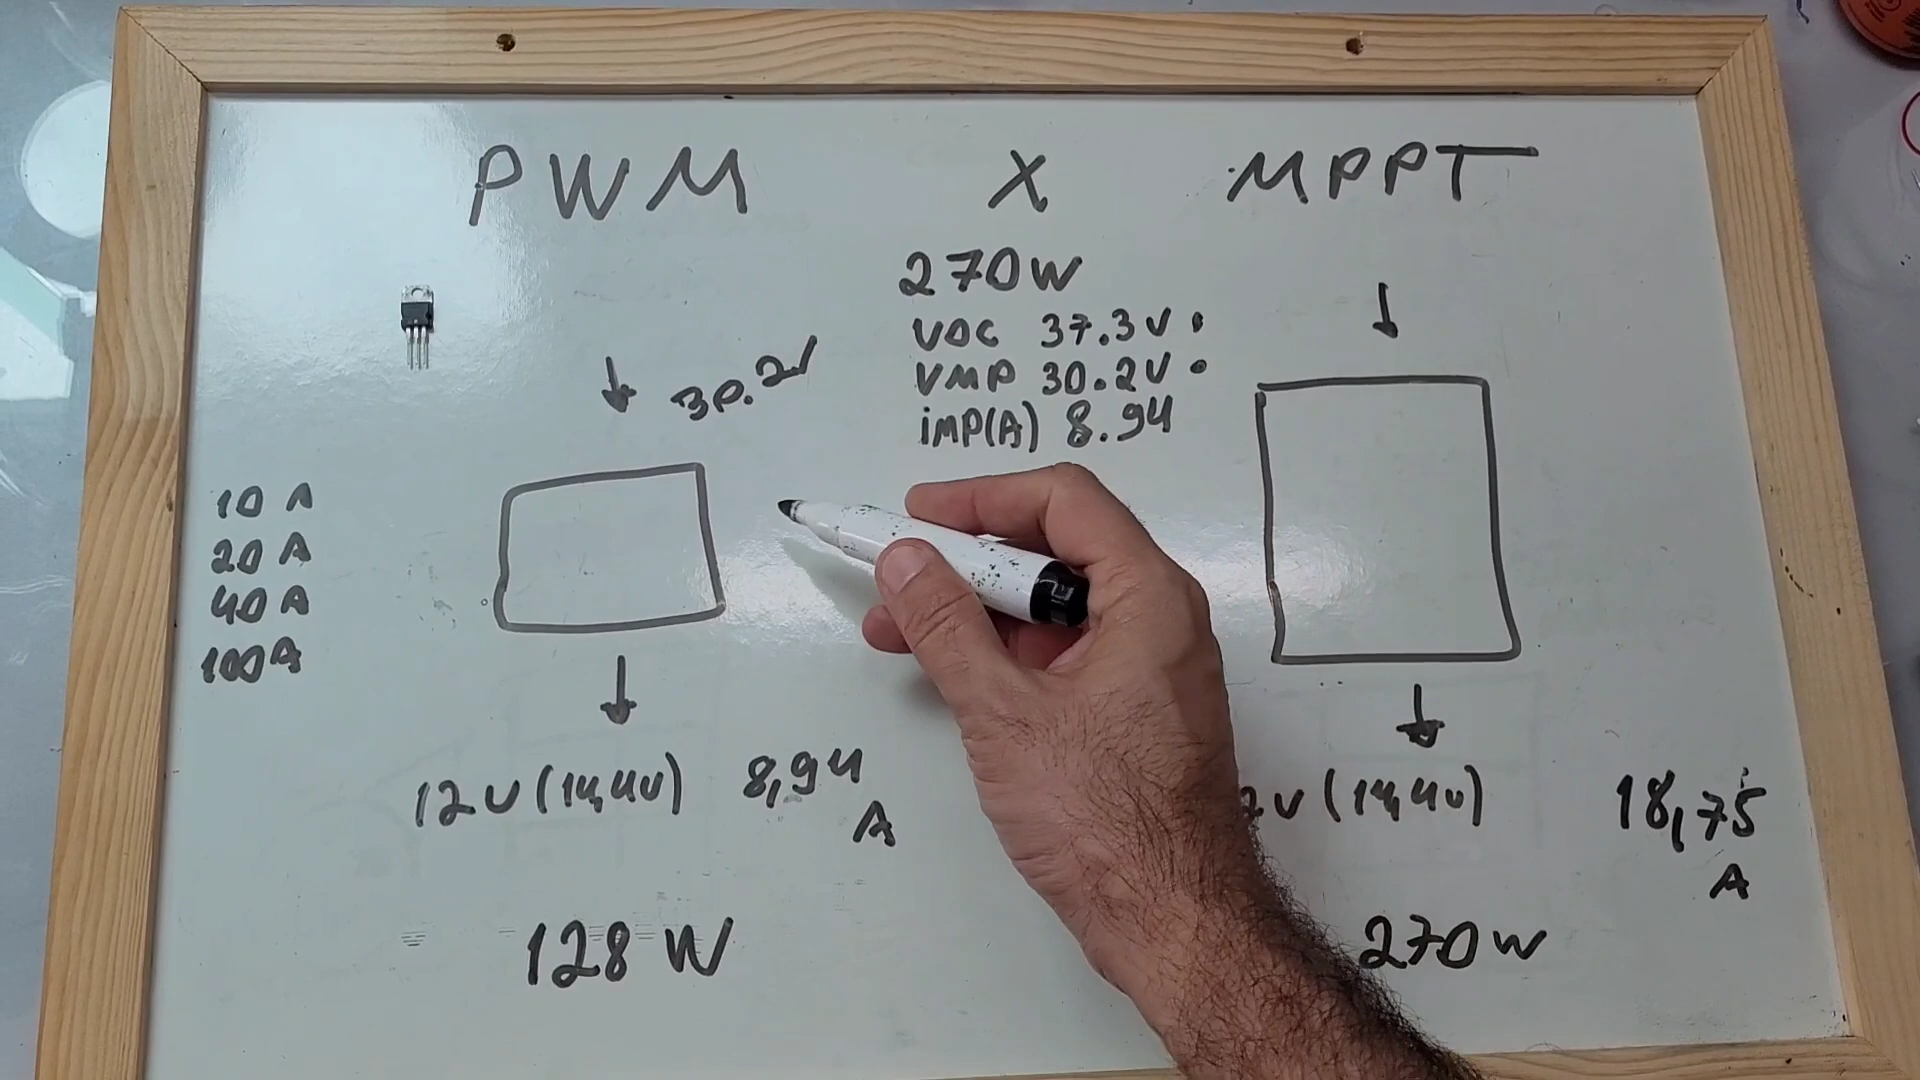 PWM X MPPT
270W
VOC 37.3V
VMP 30.2V
iMP(A) 8.94
30.2V
10 A
20 A
40 A
100A
12V (14,4V) 8,94 A
2V (14,4V) 18,75 A
128 W
270W